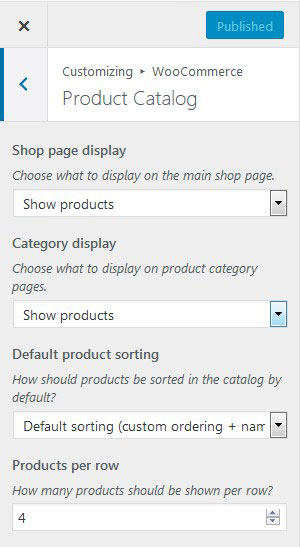 Published
Customizing ▸ WooCommerce
Product Catalog
Shop page display
Choose what to display on the main shop page.
Show products
Category display
Choose what to display on product category
pages.
Show products
Default product sorting
How should products be sorted in the catalog by
default?
Default sorting (custom ordering + nam
Products per row
How many products should be shown per row?
4